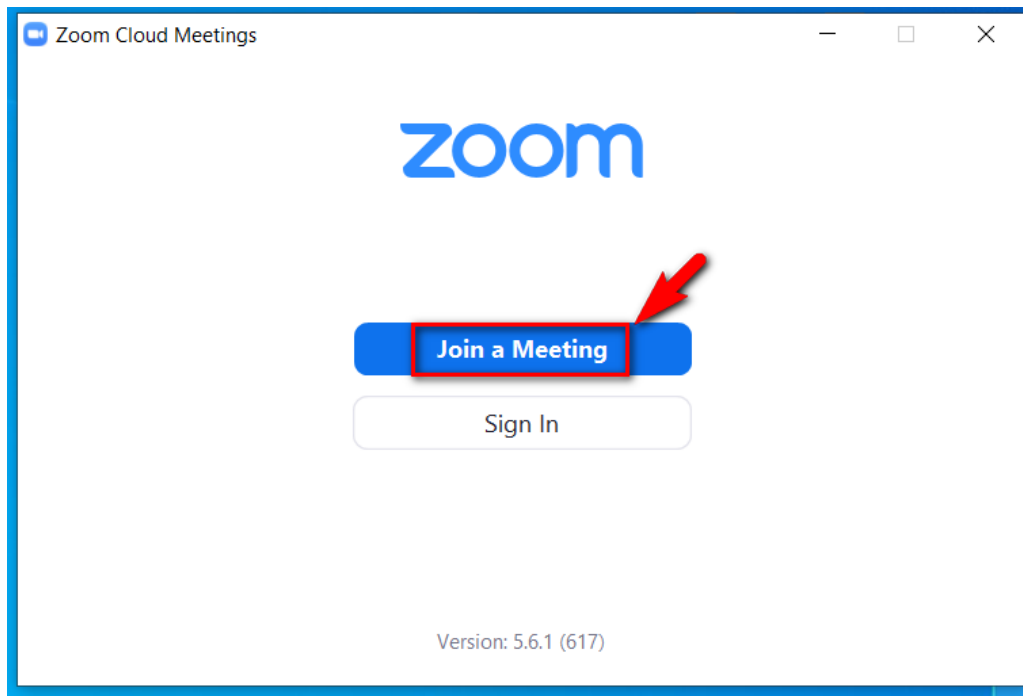 Zoom Cloud Meetings
zoom
Join a Meeting
Sign In
Version: 5.6.1 (617)